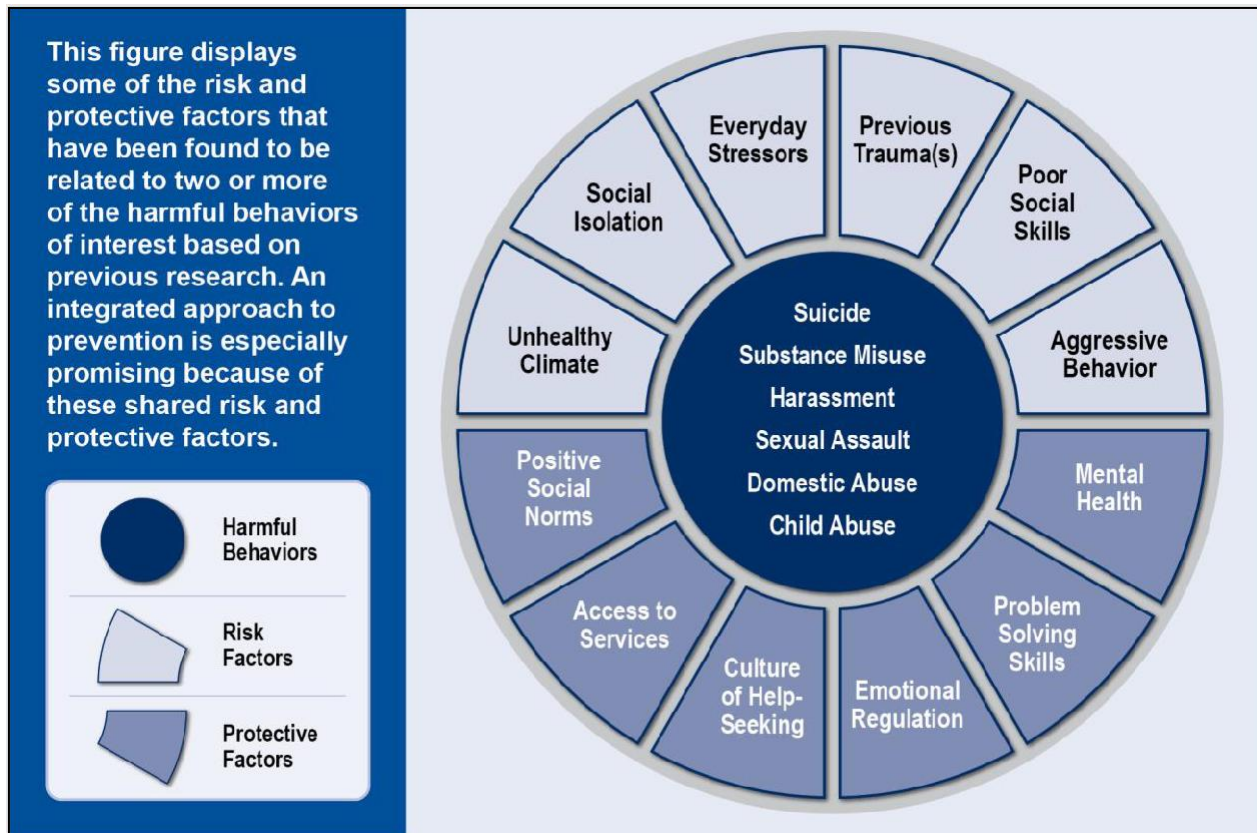 This figure displays
some of the risk and
protective factors that
have been found to be
related to two or more
of the harmful behaviors
of interest based on
previous research. An
integrated approach to
prevention is especially
promising because of
these shared risk and
protective factors.
Harmful
Behaviors
Risk
Factors
Protective
Factors
Everyday
Stressors
Previous
Trauma(s)
Poor
Social
Skills
Aggressive
Behavior
Mental
Health
Problem
Solving
Skills
Emotional
Regulation
Culture
of Help-
Seeking
Access to
Services
Positive
Social
Norms
Unhealthy
Climate
Social
Isolation
Suicide
Substance Misuse
Harassment
Sexual Assault
Domestic Abuse
Child Abuse